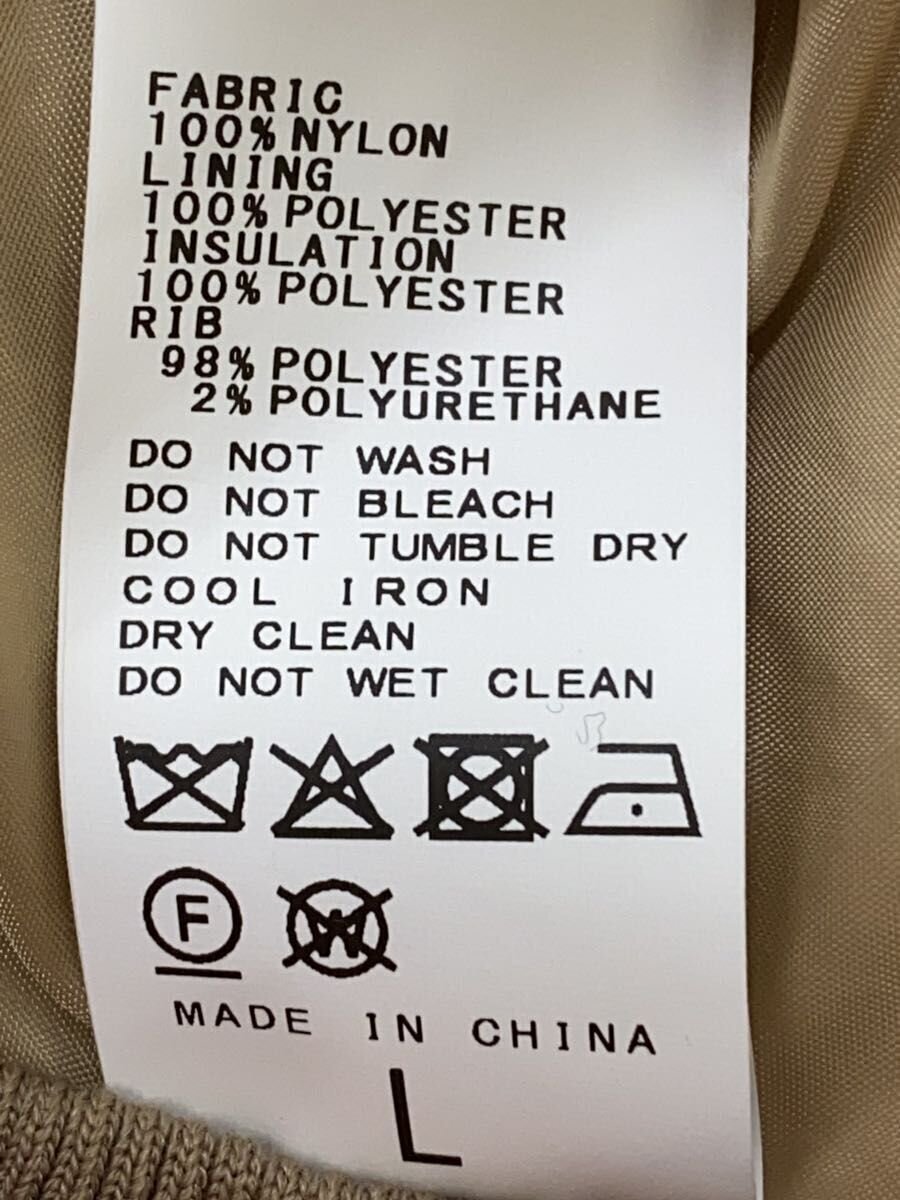 FABRIC
100% NYLON
LINING
100% POLYESTER
INSULATION
100% POLYESTER
RIB
98% POLYESTER
2% POLYURETHANE
DO NOT WASH
DO NOT BLEACH
DO NOT TUMBLE DRY
COOL IRON
DRY CLEAN
DO NOT WET CLEAN
F W
MADE IN CHINA
L